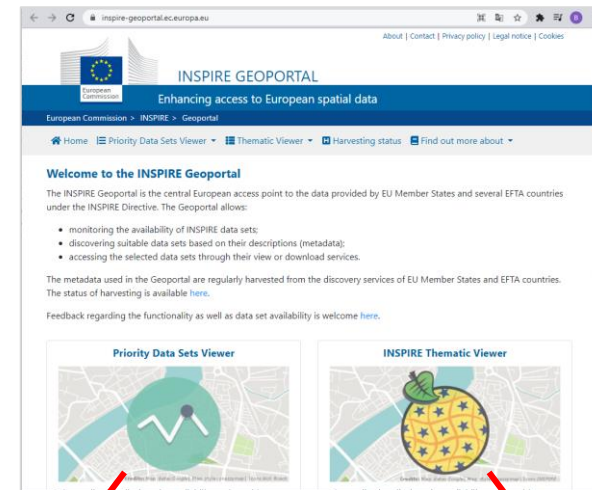 inspire-geoportal.ec.europa.eu
About | Contact | Privacy policy | Legal notice | Cookies
European
Commission
INSPIRE GEOPORTAL
Enhancing access to European spatial data
European Commission > INSPIRE > Geoportal
Home Priority Data Sets Viewer Thematic Viewer Harvesting status Find out more about
Welcome to the INSPIRE Geoportal
The INSPIRE Geoportal is the central European access point to the data provided by EU Member States and several EFTA countries
under the INSPIRE Directive. The Geoportal allows:
• monitoring the availability of INSPIRE data sets;
• discovering suitable data sets based on their descriptions (metadata);
• accessing the selected data sets through their view or download services.
The metadata used in the Geoportal are regularly harvested from the discovery services of EU Member States and EFTA countries.
The status of harvesting is available here.
Feedback regarding the functionality as well as data set availability is welcome here.
Priority Data Sets Viewer
INSPIRE Thematic Viewer